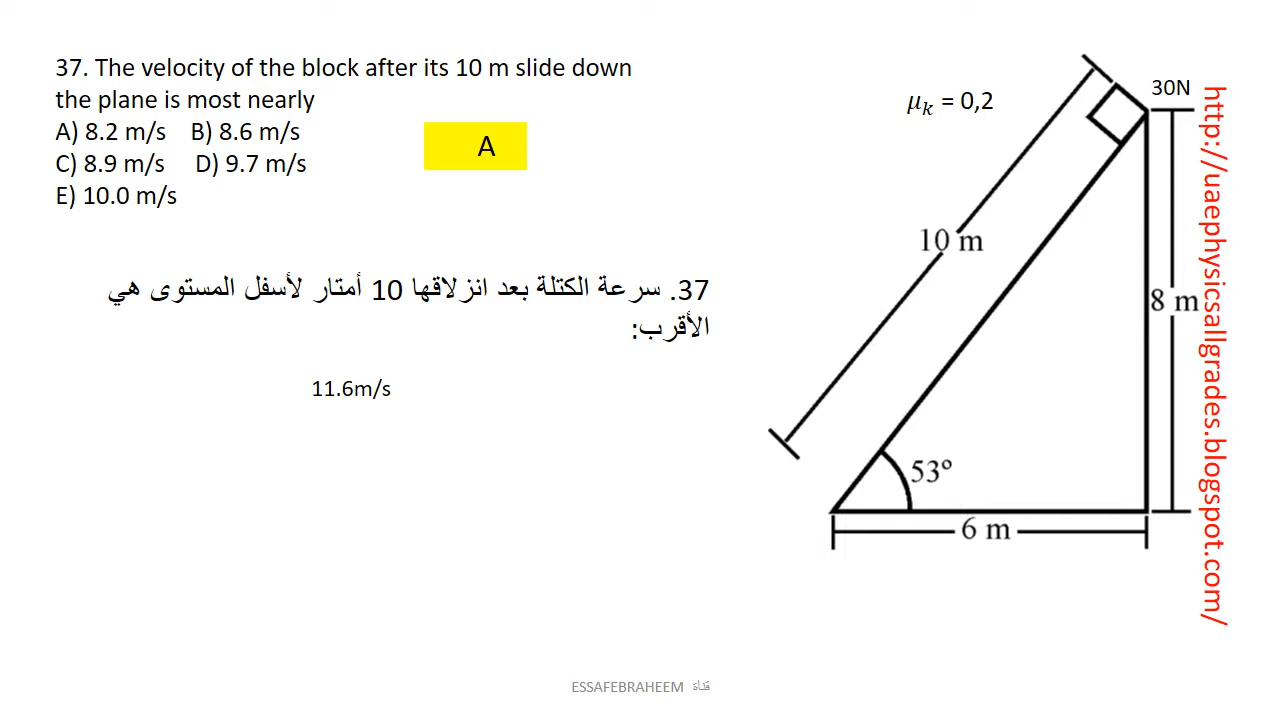 37. The velocity of the block after its 10 m slide down
the plane is most nearly
A) 8.2 m/s B) 8.6 m/s
C) 8.9 m/s D) 9.7 m/s
E) 10.0 m/s
A
37. سرعة الكتلة بعد انزلاقها 10 أمتار لأسفل المستوى هي
الأقرب:
11.6m/s
μk = 0,2
30N
10 m
8 m
53º
6 m
http://uaephysicsallgrades.blogspot.com/
ESSAFEBRAHEEM قناة